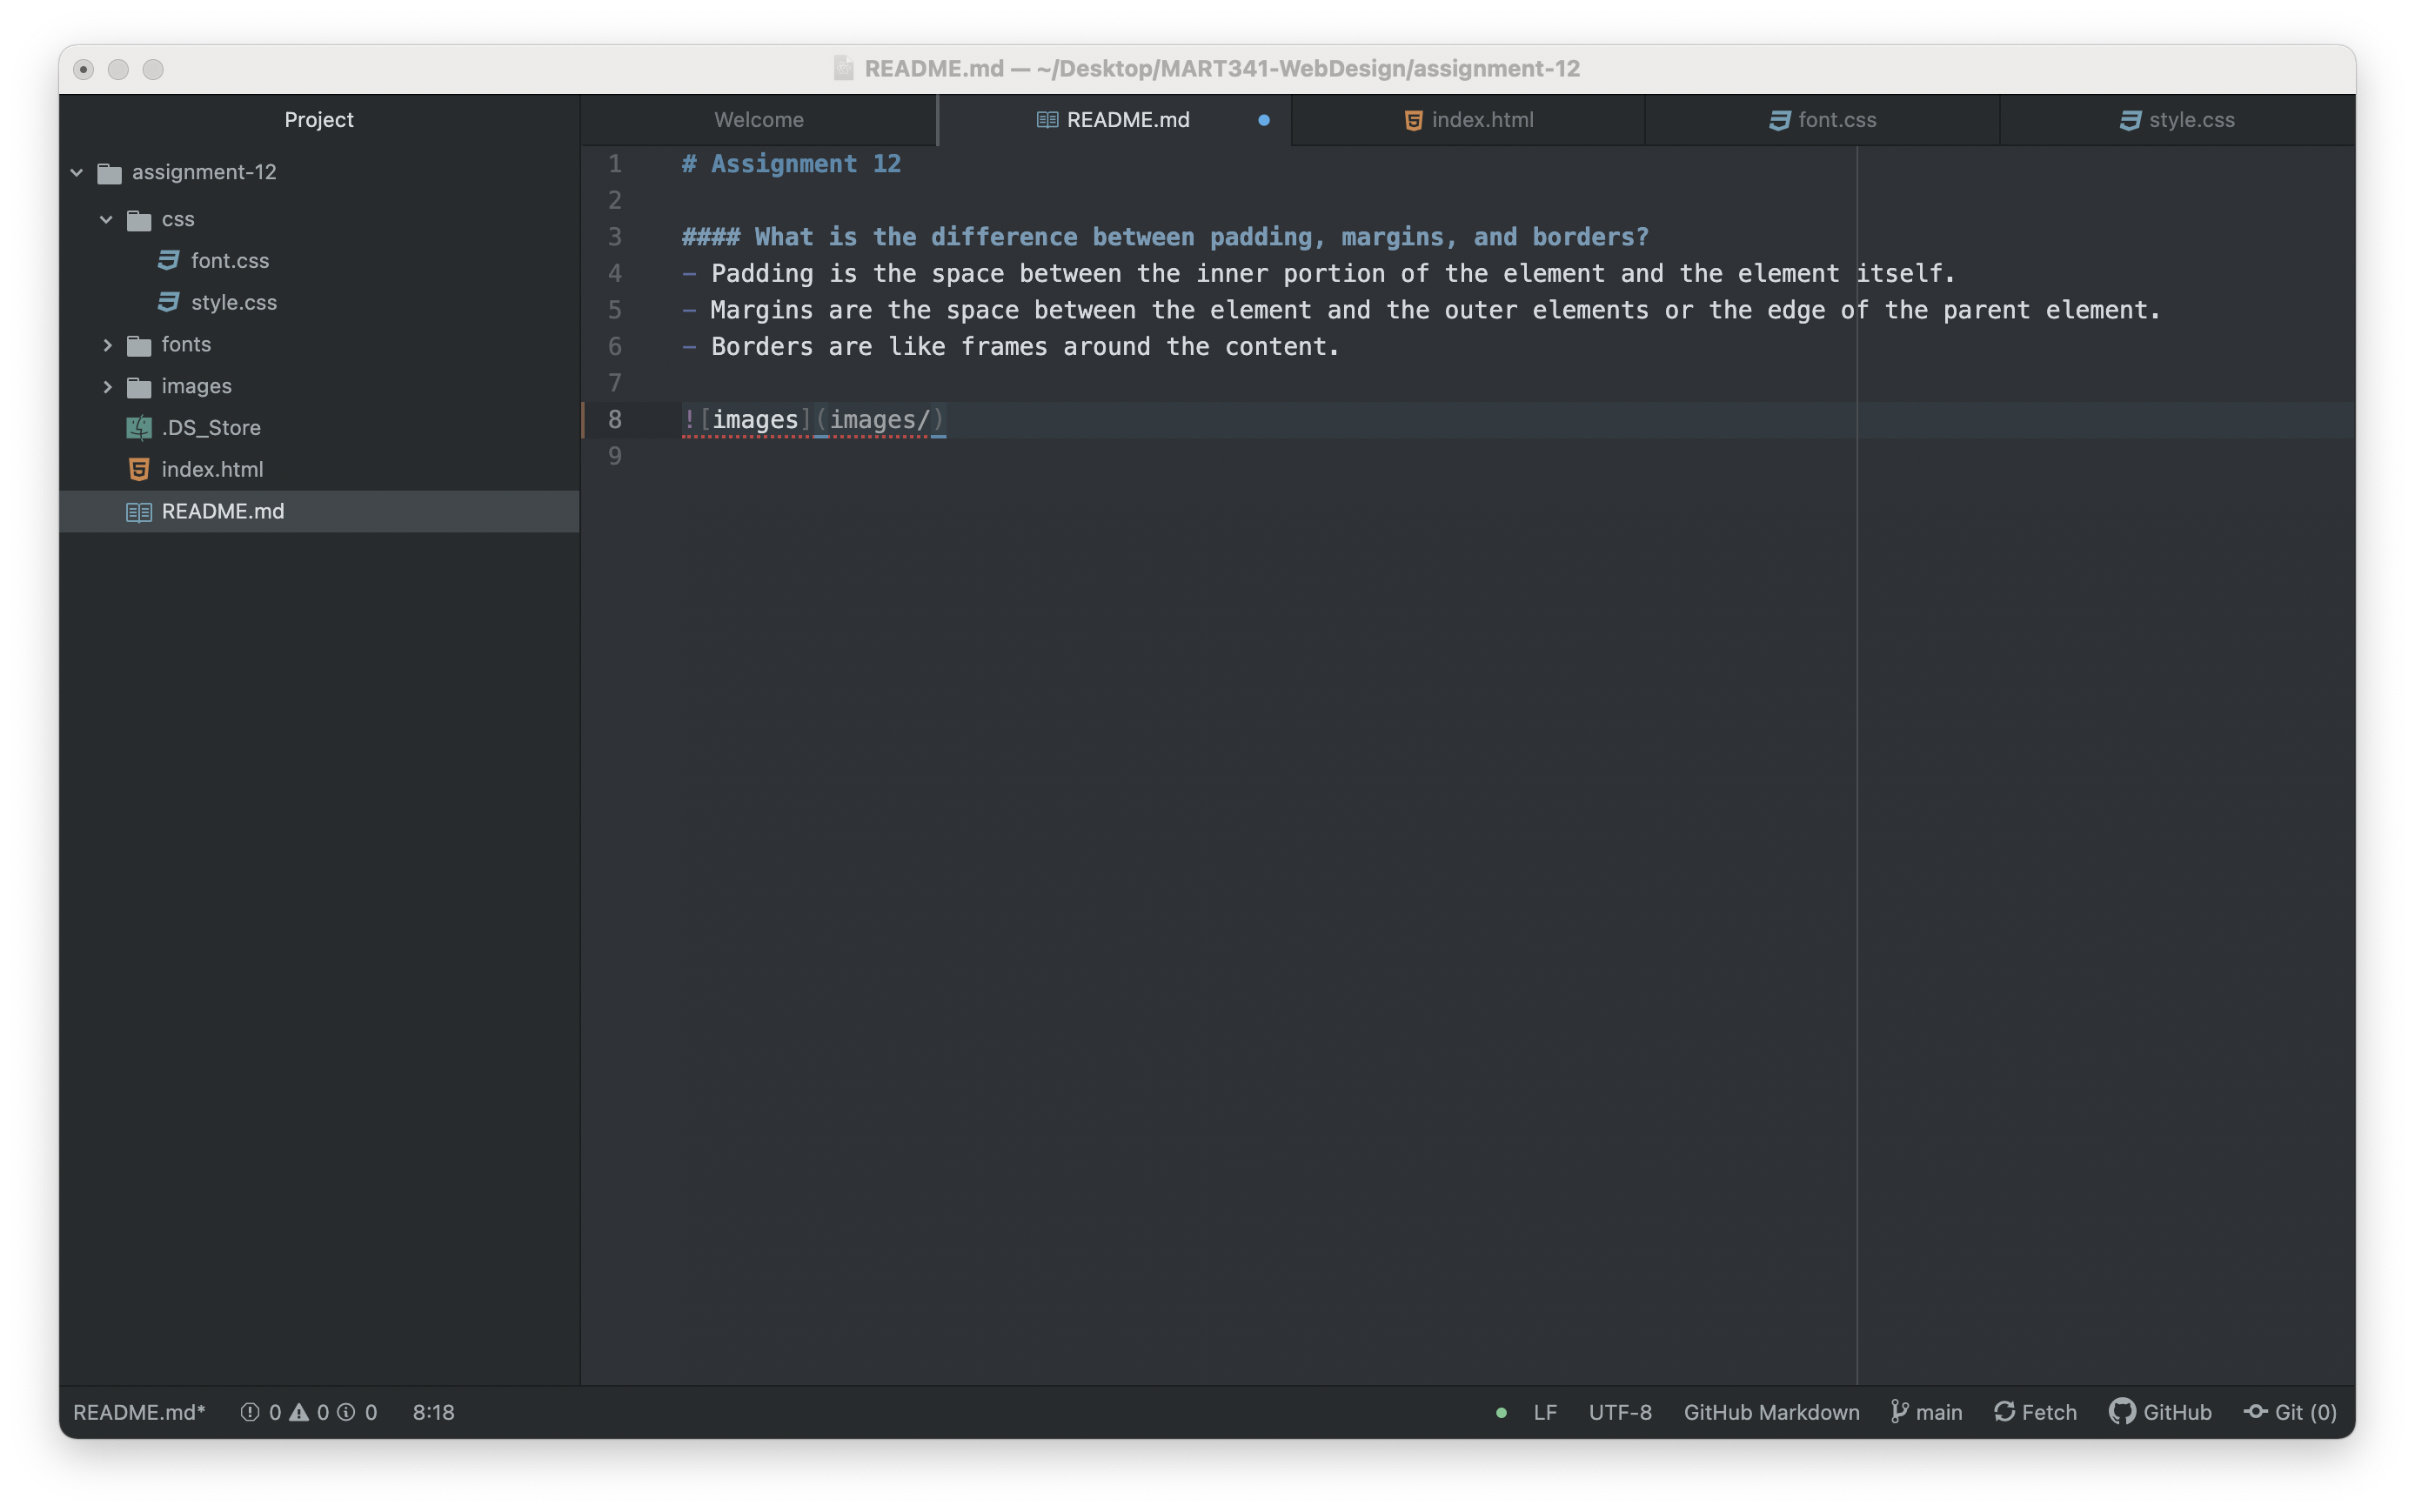 README.md — ~/Desktop/MART341-WebDesign/assignment-12
Project
Welcome
README.md
index.html
font.css
style.css
assignment-12
css
font.css
style.css
fonts
images
.DS_Store
index.html
README.md
1 # Assignment 12
2
3 #### What is the difference between padding, margins, and borders?
4 - Padding is the space between the inner portion of the element and the element itself.
5 - Margins are the space between the element and the outer elements or the edge of the parent element.
6 - Borders are like frames around the content.
7
8 ![images](images/)
9
README.md* 0 0 0 8:18
LF UTF-8 GitHub Markdown main Fetch GitHub Git (0)